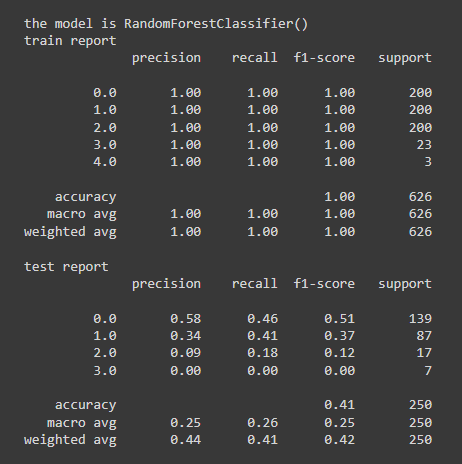 the model is RandomForestClassifier()
train report
precision recall f1-score support
0.0 1.00 1.00 1.00 200
1.0 1.00 1.00 1.00 200
2.0 1.00 1.00 1.00 200
3.0 1.00 1.00 1.00 23
4.0 1.00 1.00 1.00 3
accuracy 1.00 626
macro avg 1.00 1.00 1.00 626
weighted avg 1.00 1.00 1.00 626
test report
precision recall f1-score support
0.0 0.58 0.46 0.51 139
1.0 0.34 0.41 0.37 87
2.0 0.09 0.18 0.12 17
3.0 0.00 0.00 0.00 7
accuracy 0.41 250
macro avg 0.25 0.26 0.25 250
weighted avg 0.44 0.41 0.42 250